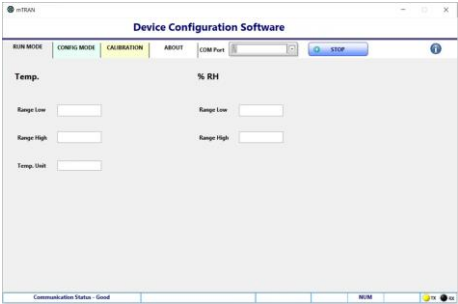 mTRAN
Device Configuration Software
RUN MODE CONFIG MODE CALIBRATION ABOUT COM Port STOP
Temp. % RH
Range Low Range Low
Range High Range High
Temp. Unit
Communication Status - Good NUM TX RX